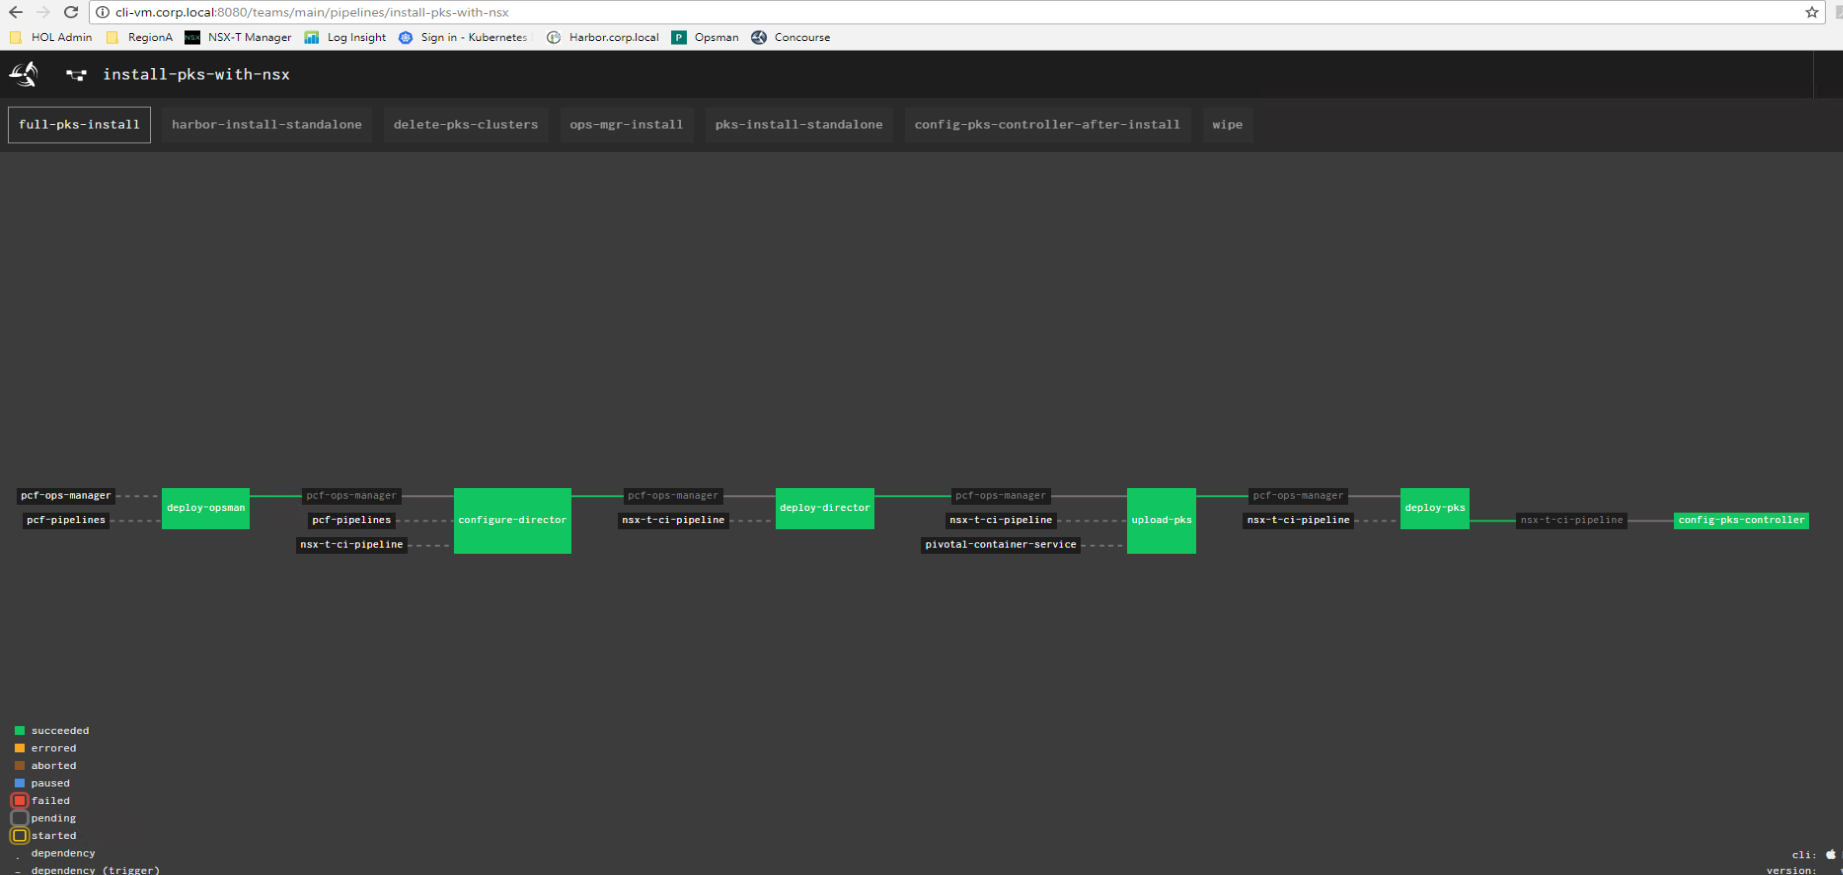 cli-vm.corp.local:8080/teams/main/pipelines/install-pks-with-nsx
HOL Admin RegionA NSX NSX-T Manager Log Insight Sign in - Kubernetes Harbor.corp.local P Opsman Concourse
install-pks-with-nsx
full-pks-install harbor-install-standalone delete-pks-clusters ops-mgr-install pks-install-standalone config-pks-controller-after-install wipe
pcf-ops-manager pcf-ops-manager pcf-ops-manager pcf-ops-manager pcf-ops-manager
deploy-opsman deploy-director deploy-pks
pcf-pipelines pcf-pipelines configure-director nsx-t-ci-pipeline nsx-t-ci-pipeline upload-pks nsx-t-ci-pipeline nsx-t-ci-pipeline config-pks-controller
nsx-t-ci-pipeline pivotal-container-service
succeeded
errored
aborted
paused
failed
pending
started
dependency
dependency (trigger)
cli:
version: